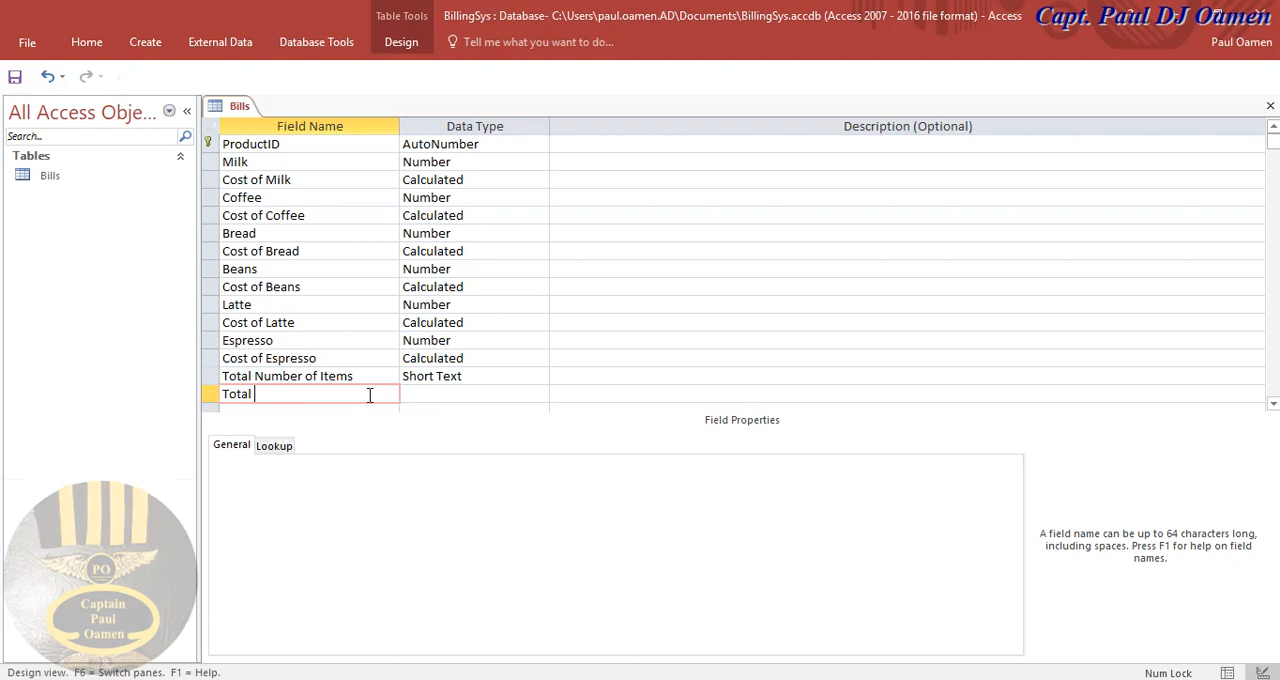 Table Tools
BillingSys : Database- C:\Users\paul.oamen.AD\Documents\BillingSys.accdb (Access 2007 - 2016 file format) - Access
Capt. Paul DJ Oamen
File
Home
Create
External Data
Database Tools
Design
Tell me what you want to do...
Paul Oamen
All Access Obje...
Search...
Tables
Bills
Bills
Field Name Data Type Description (Optional)
ProductID AutoNumber
Milk Number
Cost of Milk Calculated
Coffee Number
Cost of Coffee Calculated
Bread Number
Cost of Bread Calculated
Beans Number
Cost of Beans Calculated
Latte Number
Cost of Latte Calculated
Espresso Number
Cost of Espresso Calculated
Total Number of Items Short Text
Total
Field Properties
General
Lookup
A field name can be up to 64 characters long,
including spaces. Press F1 for help on field
names.
PO
Captain
Paul
Oamen
Design view. F6 = Switch panes. F1 = Help.
Num Lock